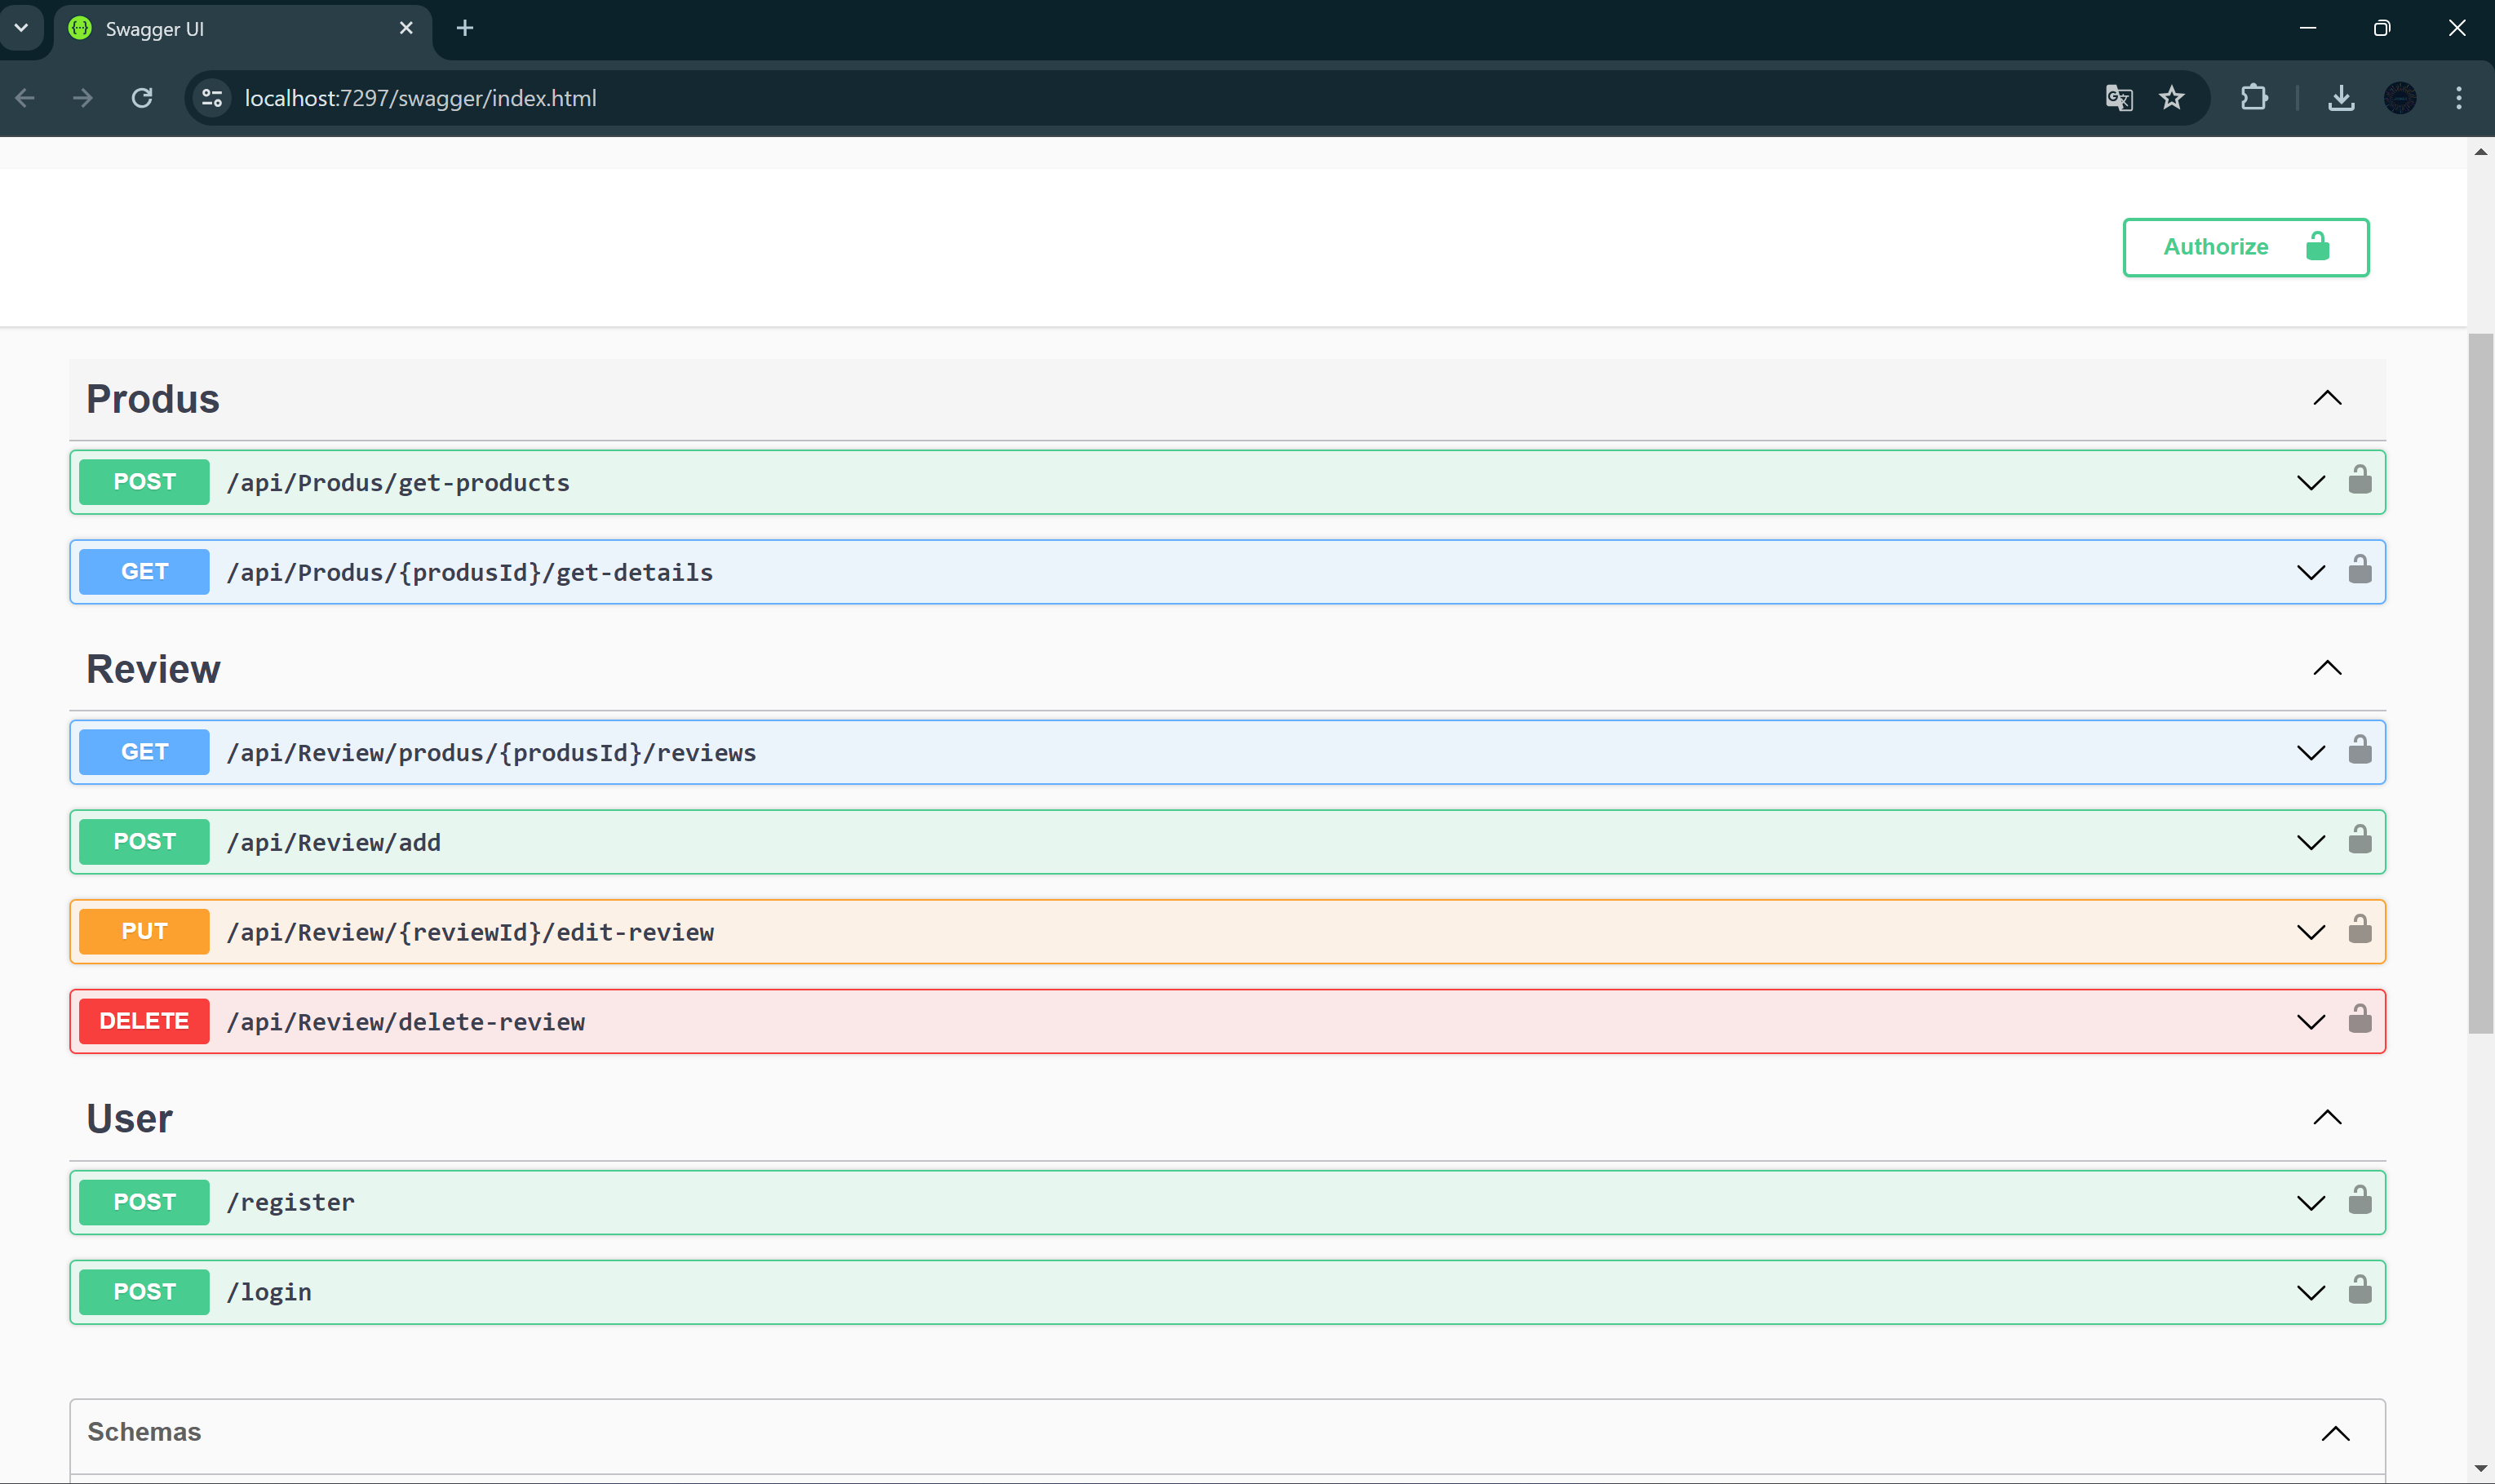 Swagger UI
localhost:7297/swagger/index.html
Authorize
Produs
POST /api/Produs/get-products
GET /api/Produs/{produsId}/get-details
Review
GET /api/Review/produs/{produsId}/reviews
POST /api/Review/add
PUT /api/Review/{reviewId}/edit-review
DELETE /api/Review/delete-review
User
POST /register
POST /login
Schemas